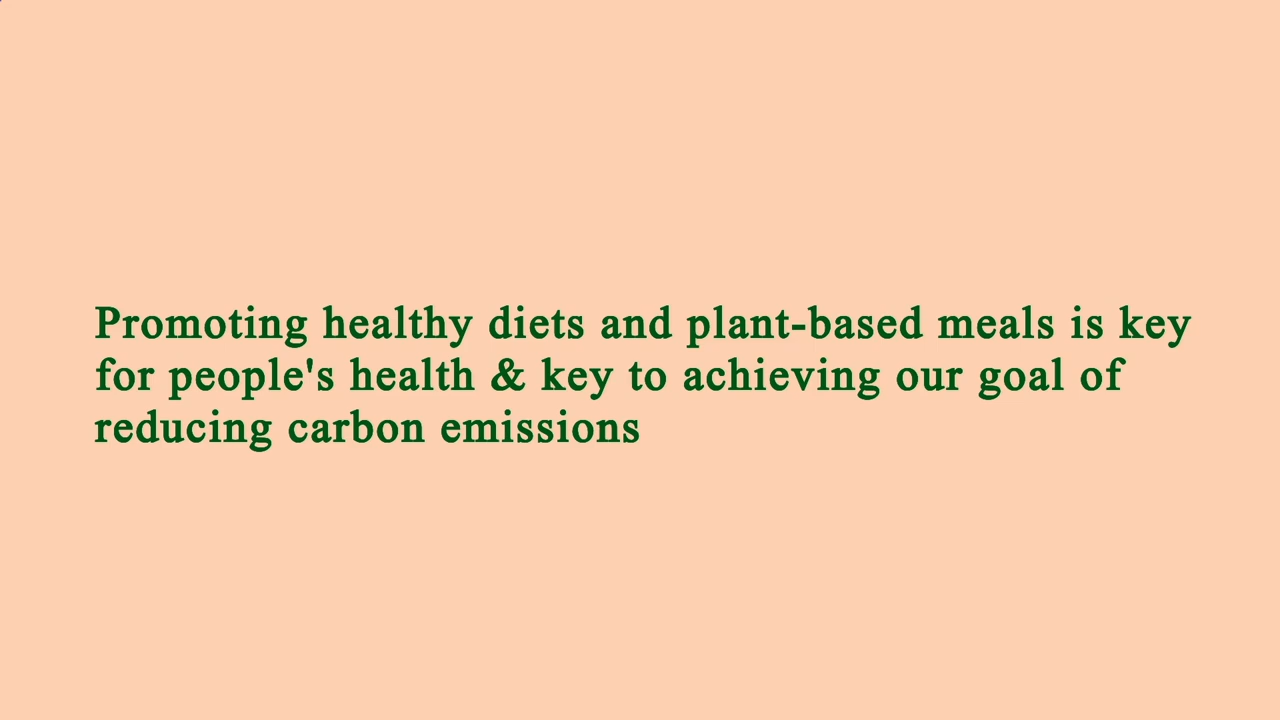 Promoting healthy diets and plant-based meals is key
for people's health & key to achieving our goal of
reducing carbon emissions